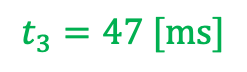 t₃ = 47 [ms]